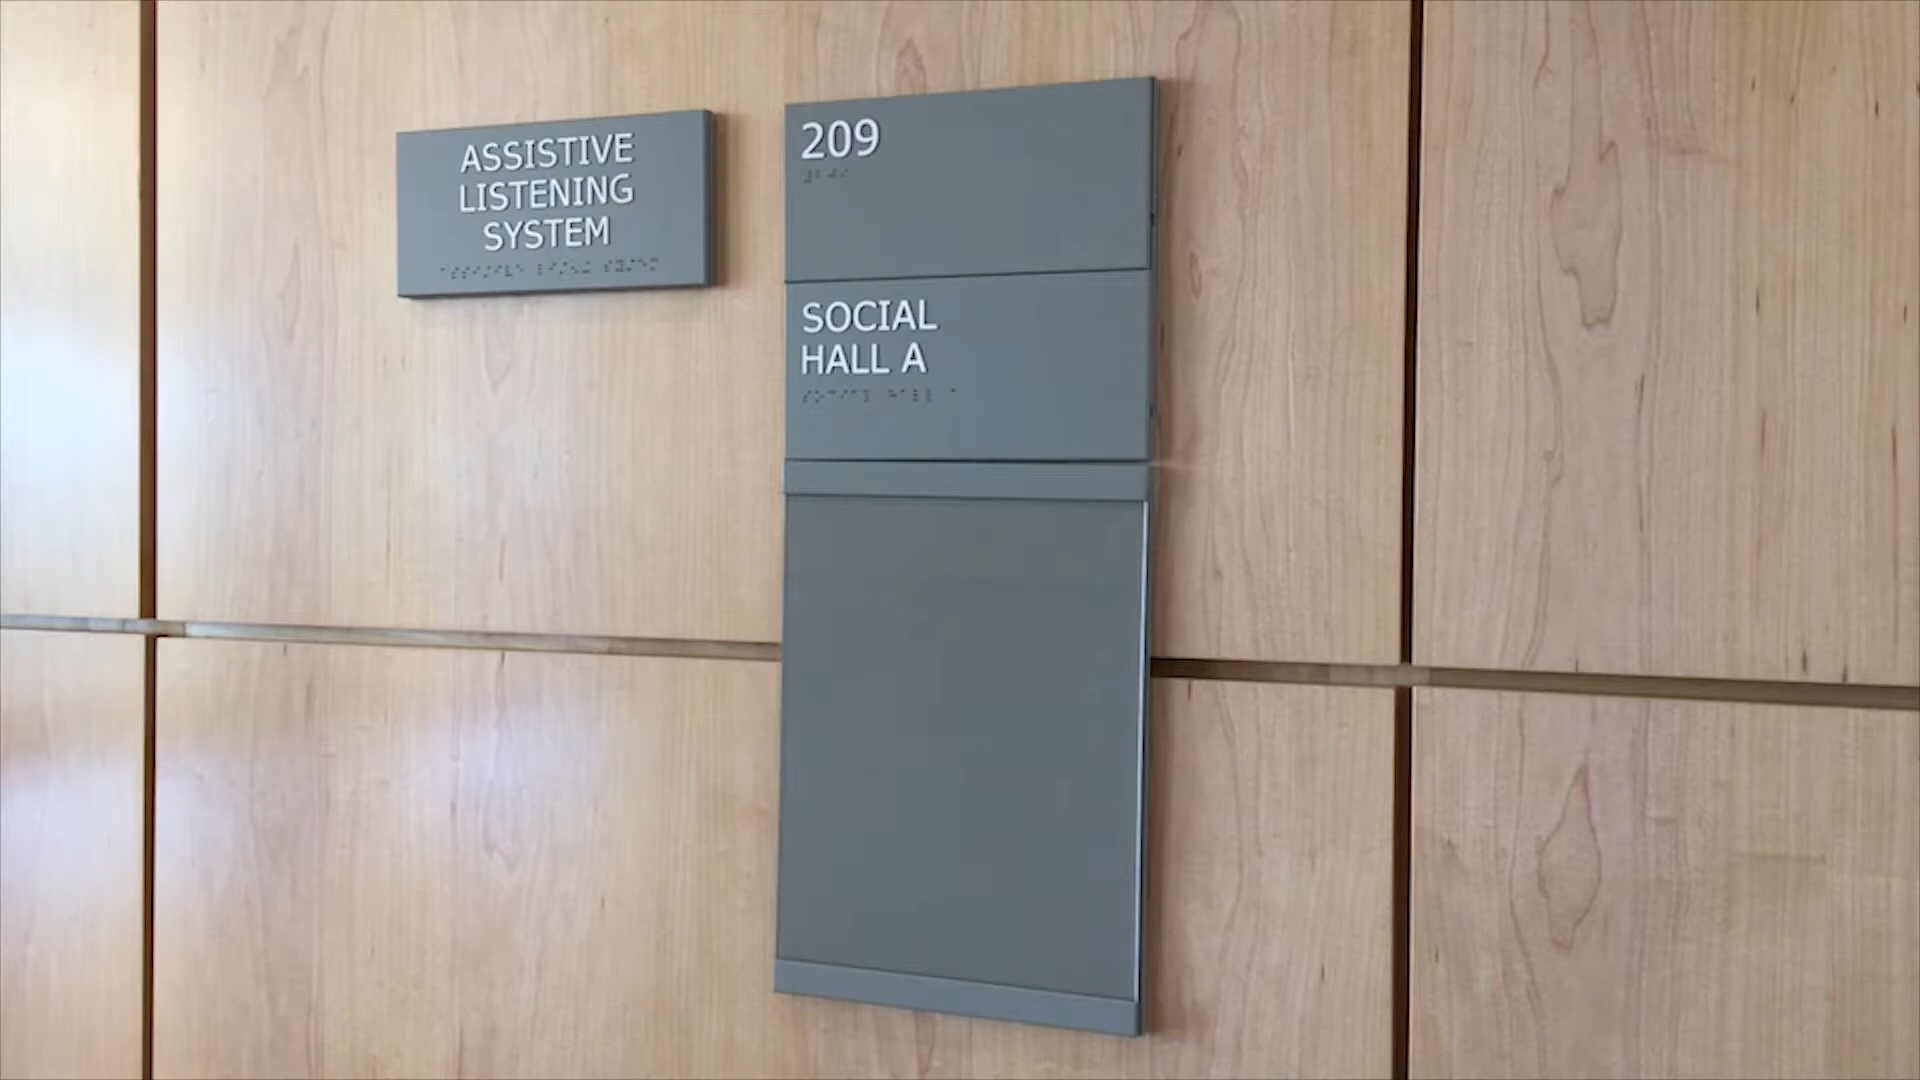 ASSISTIVE
LISTENING
SYSTEM
209
SOCIAL
HALL A